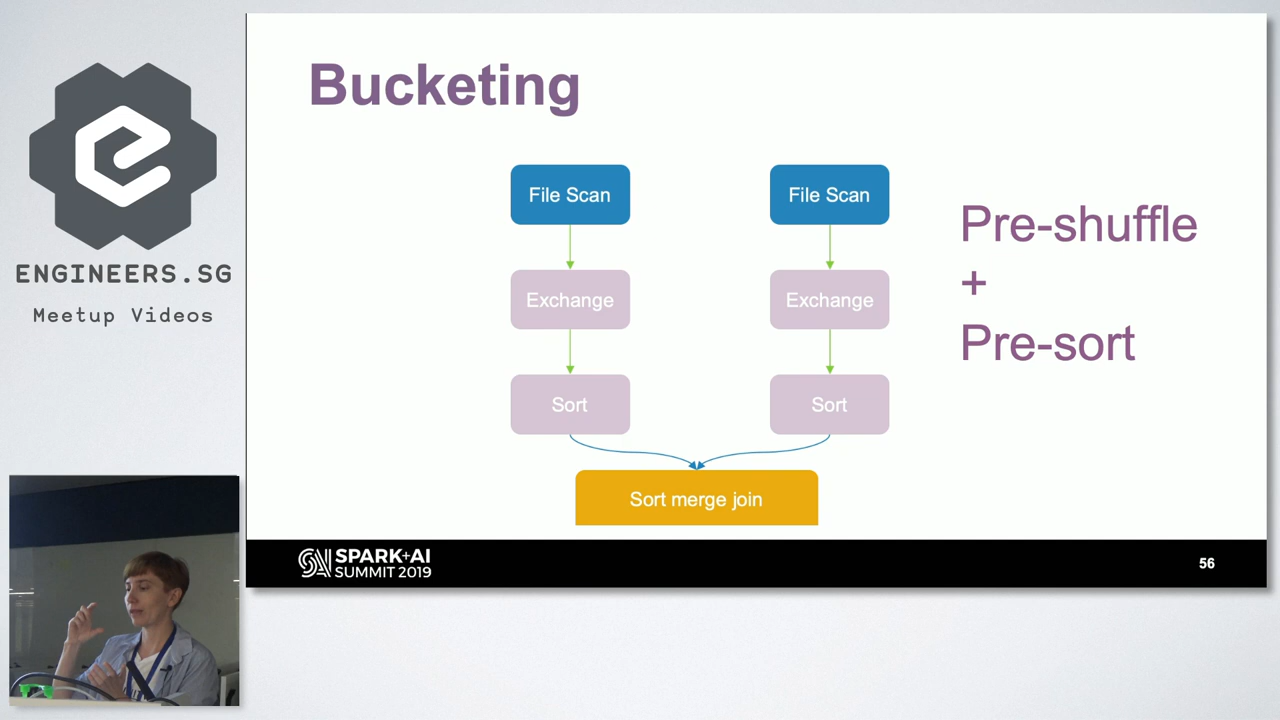 ENGINEERS.SG
Meetup Videos
Bucketing
File Scan
File Scan
Exchange
Exchange
Sort
Sort
Sort merge join
Pre-shuffle
+
Pre-sort
SPARK+AI
SUMMIT 2019
56